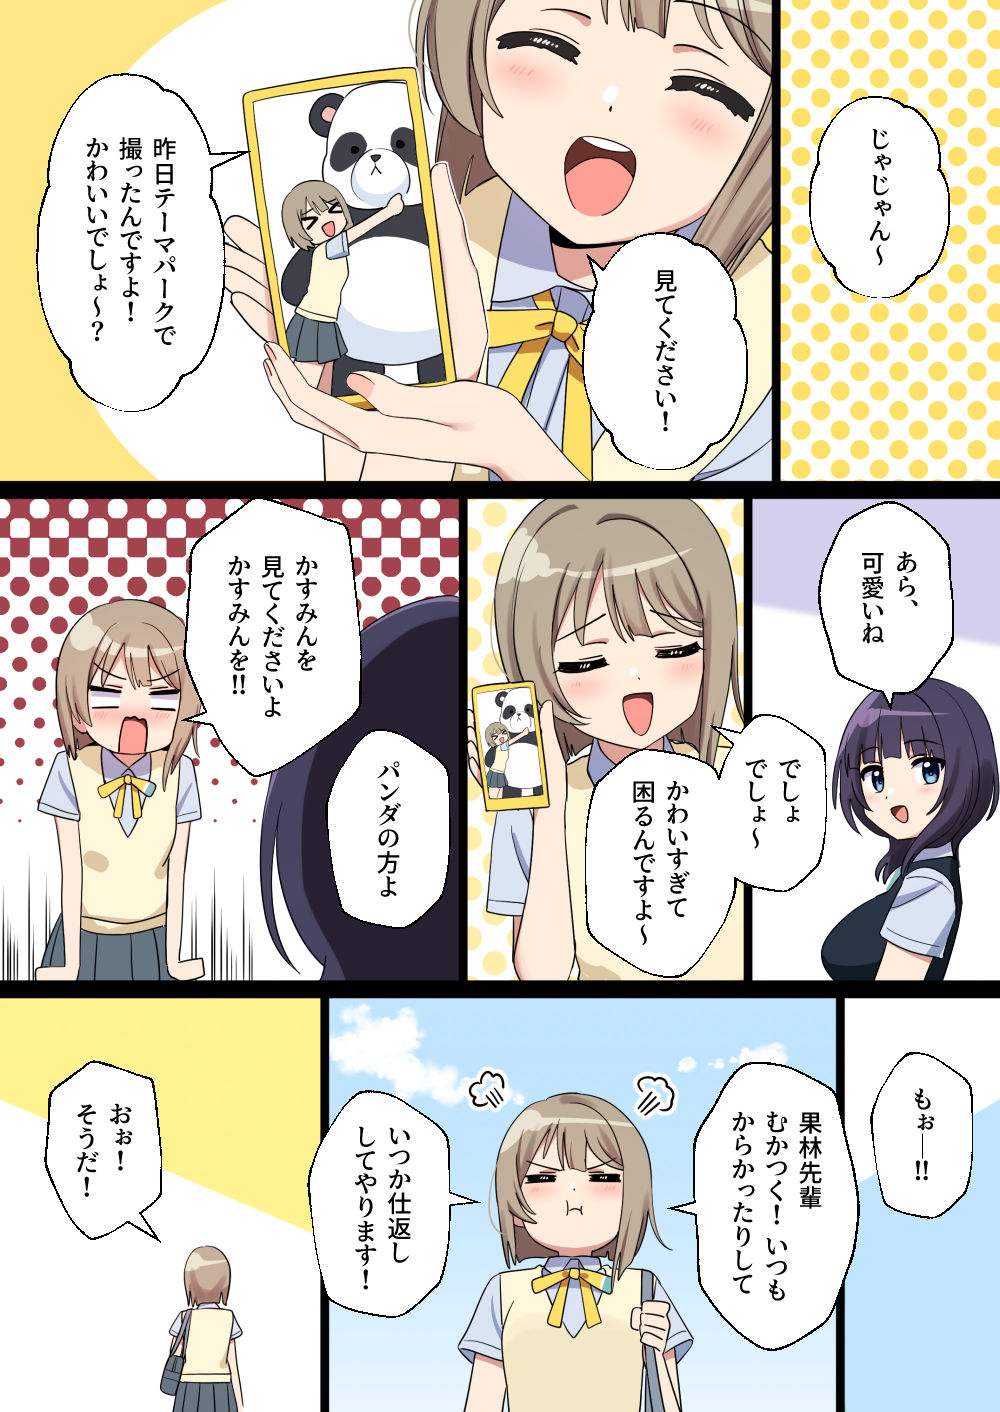 じゃじゃん～
見てください！
昨日テーマパークで
撮ったんですよ！
かわいいでしょ～？
あら、
可愛いね
でしょ
でしょ～
かわいすぎて
困るんですよ～
かすみんを
見てくださいよ
かすみんを!!
パンダの方よ
もぉー!!
果林先輩
むかつく！いつも
からかったりして
いつか仕返し
してやります！
おぉ！
そうだ！